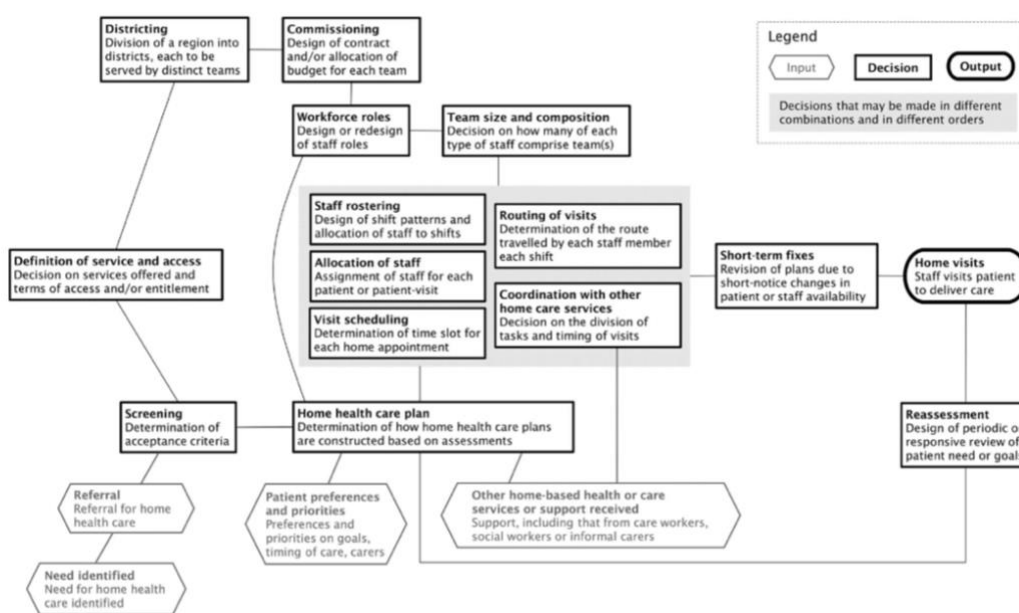 Districting
Division of a region into
districts, each to be
served by distinct teams
Commissioning
Design of contract
and/or allocation of
budget for each team
Legend
Input
Decision
Output
Decisions that may be made in different
combinations and in different orders
Workforce roles
Design or redesign
of staff roles
Team size and composition
Decision on how many of each
type of staff comprise team(s)
Staff rostering
Design of shift patterns and
allocation of staff to shifts
Routing of visits
Determination of the route
travelled by each staff member
each shift
Definition of service and access
Decision on services offered and
terms of access and/or entitlement
Allocation of staff
Assignment of staff for each
patient or patient-visit
Coordination with other
home care services
Decision on the division of
tasks and timing of visits
Visit scheduling
Determination of time slot for
each home appointment
Short-term fixes
Revision of plans due to
short-notice changes in
patient or staff availability
Home visits
Staff visits patient
to deliver care
Screening
Determination of
acceptance criteria
Home health care plan
Determination of how home health care plans
are constructed based on assessments
Reassessment
Design of periodic o
responsive review of
patient need or goal
Referral
Referral for home
health care
Patient preferences
and priorities
Preferences and
priorities on goals,
timing of care, carers
Other home-based health or care
services or support received
Support, including that from care workers,
social workers or informal carers
Need identified
Need for home health
care identified